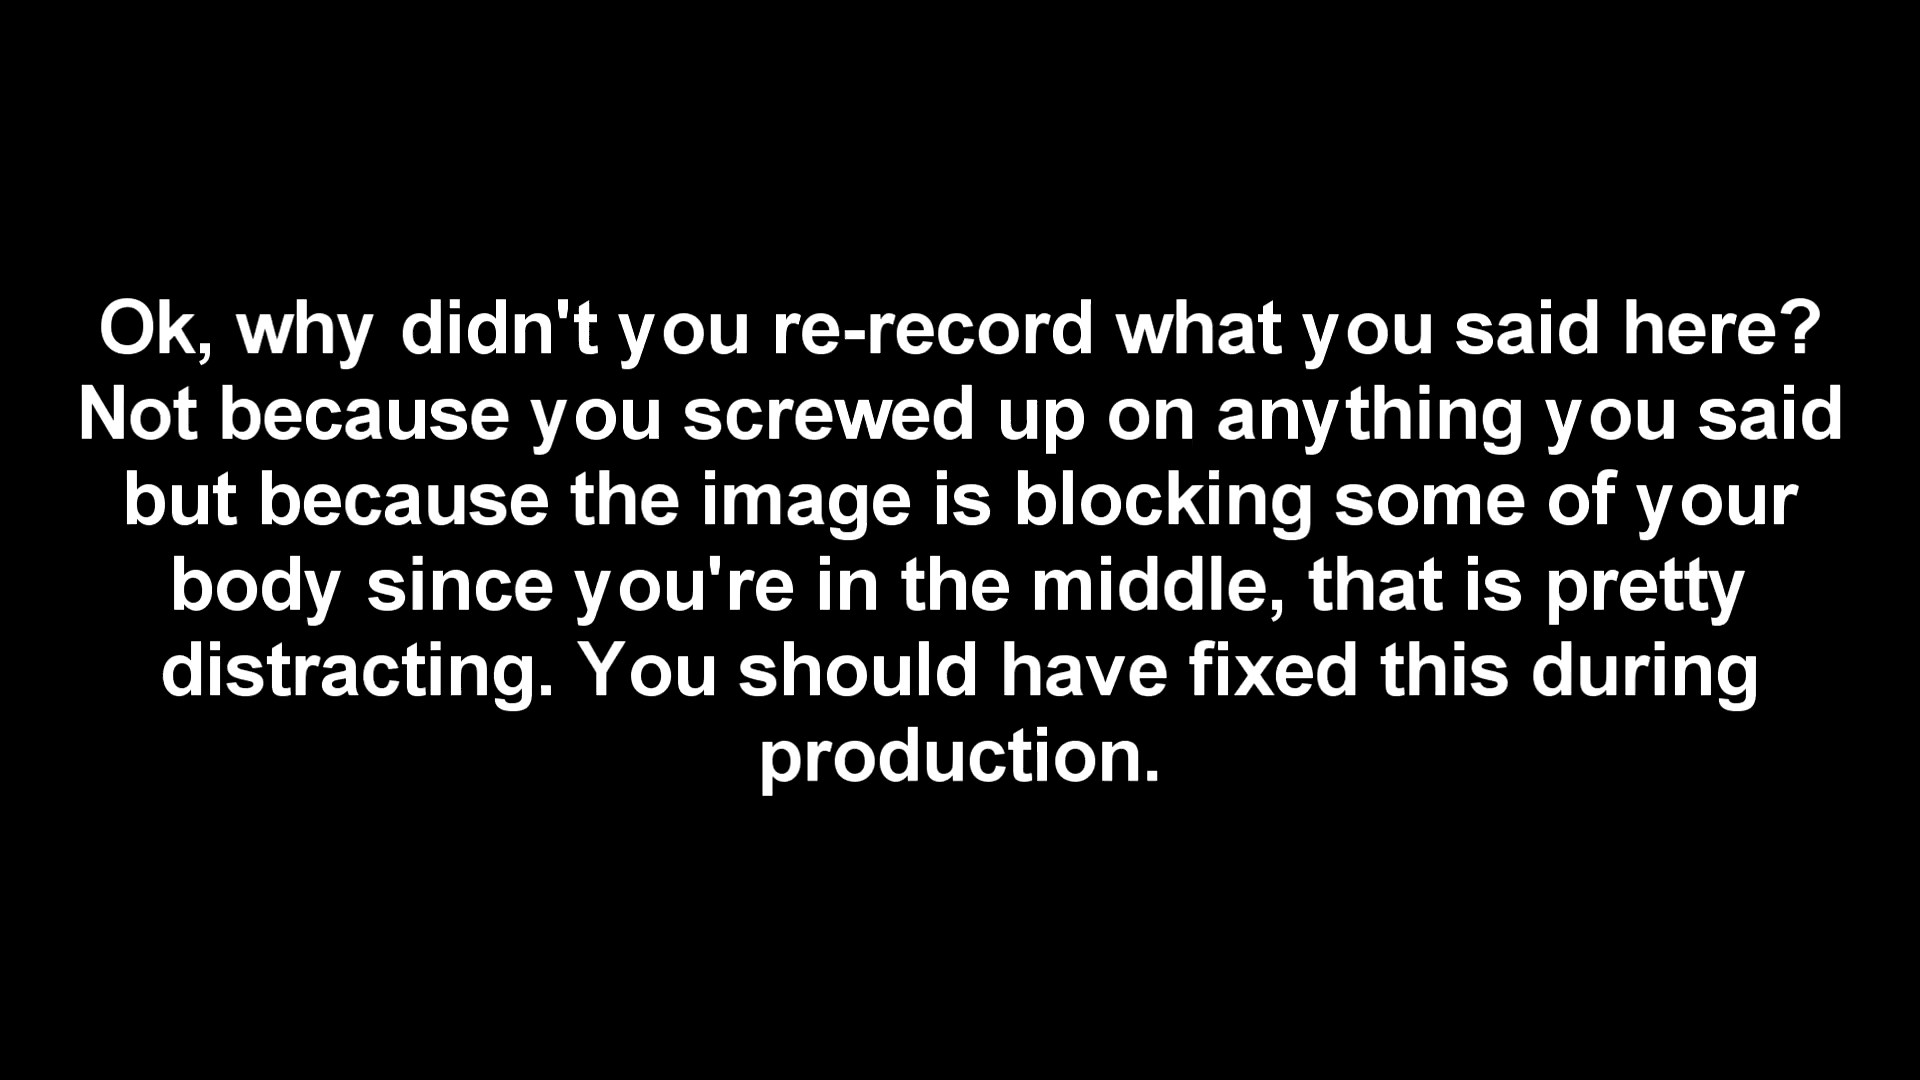 Ok, why didn't you re-record what you said here?
Not because you screwed up on anything you said
but because the image is blocking some of your
body since you're in the middle, that is pretty
distracting. You should have fixed this during
production.